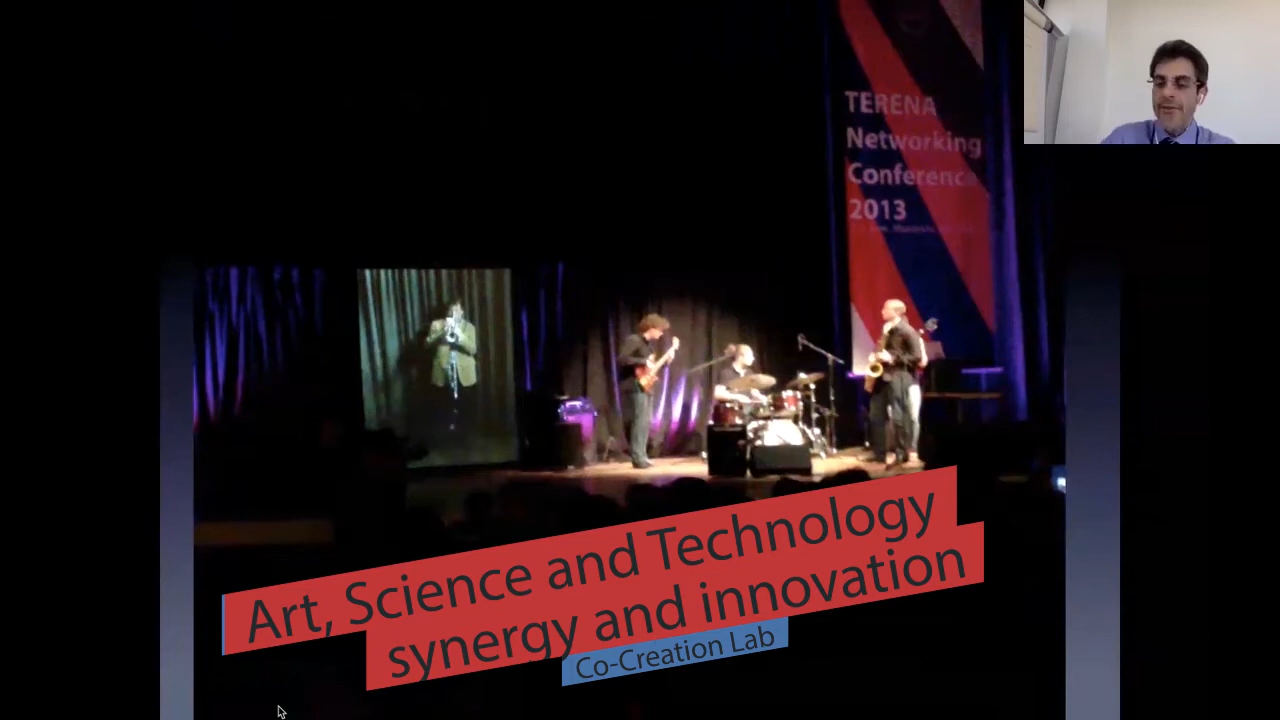 TERENA
Networking
Conference
2013
Art, Science and Technology
synergy and innovation
Co-Creation Lab